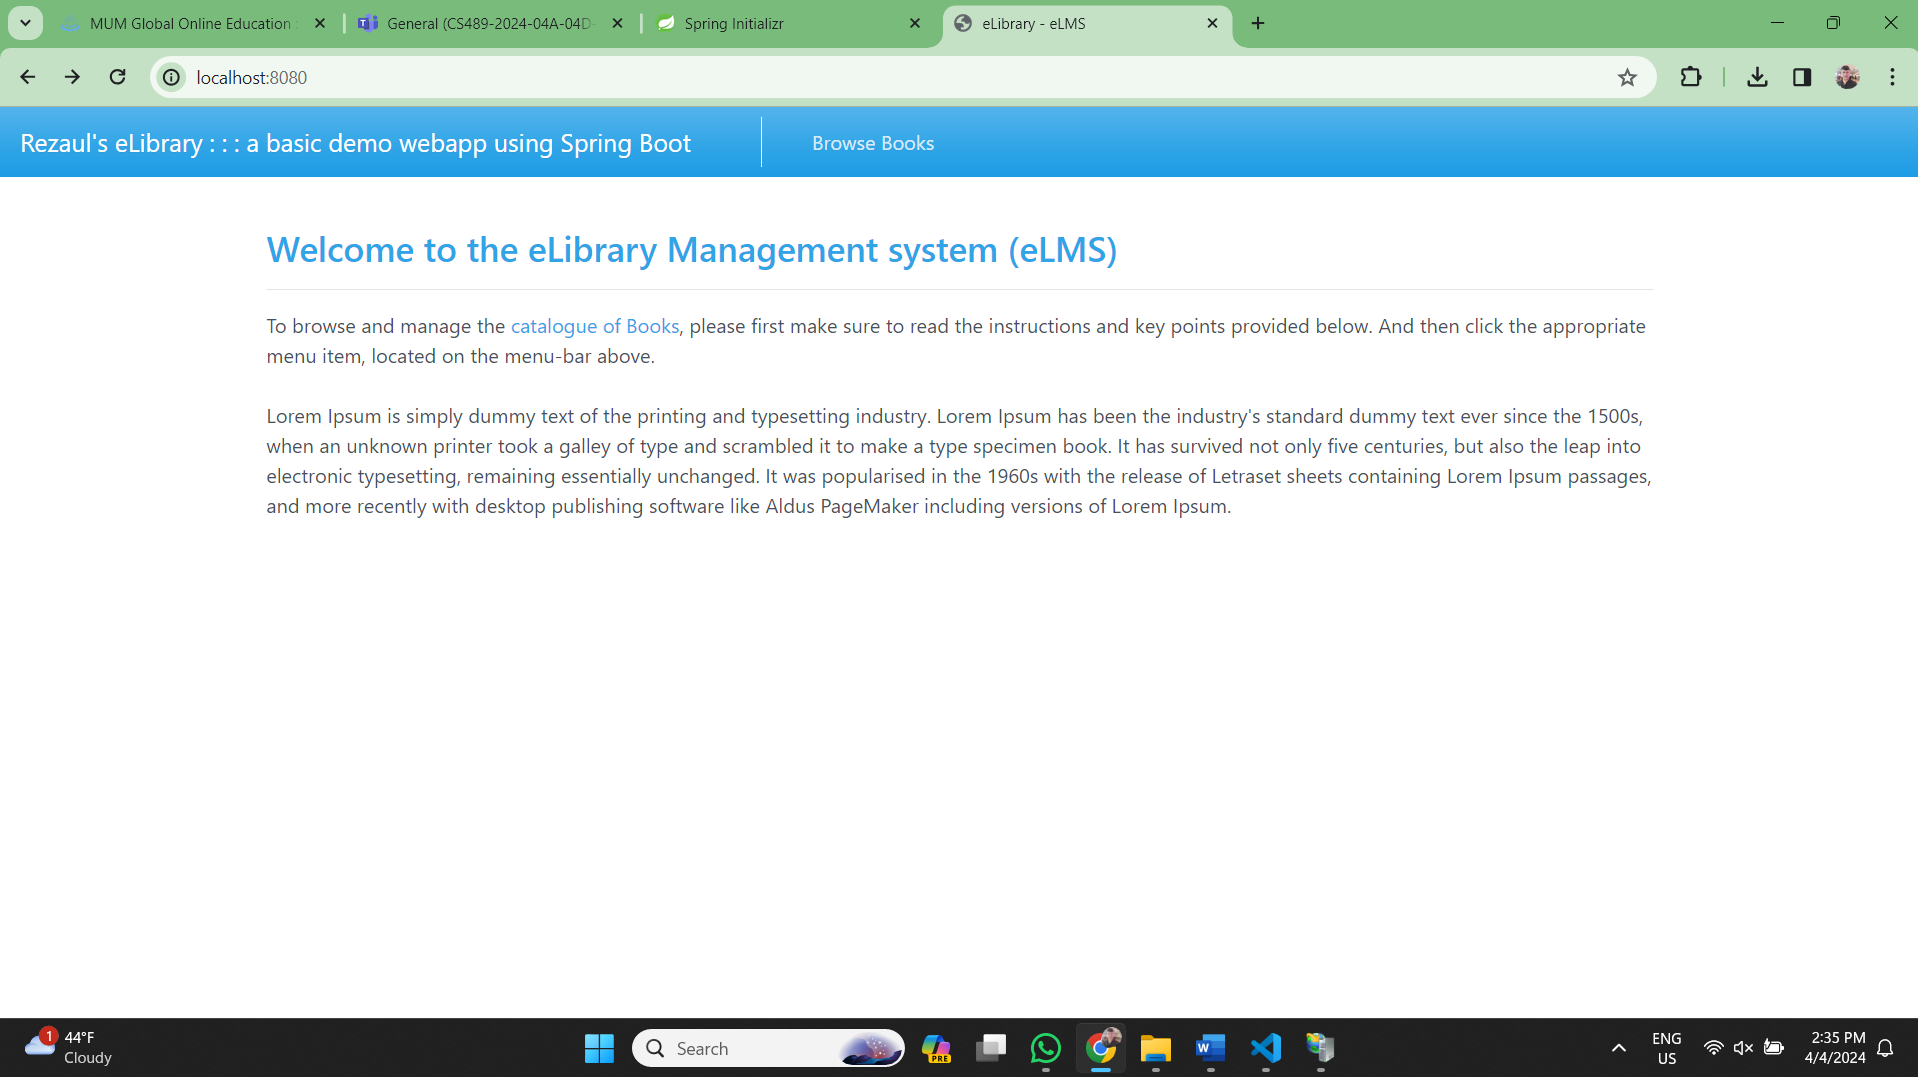 MUM Global Online Education
General (CS489-2024-04A-04D-
Spring Initializr
eLibrary - eLMS
localhost:8080
Rezaul's eLibrary : : : a basic demo webapp using Spring Boot
Browse Books
Welcome to the eLibrary Management system (eLMS)
To browse and manage the catalogue of Books, please first make sure to read the instructions and key points provided below. And then click the appropriate
menu item, located on the menu-bar above.
Lorem Ipsum is simply dummy text of the printing and typesetting industry. Lorem Ipsum has been the industry's standard dummy text ever since the 1500s,
when an unknown printer took a galley of type and scrambled it to make a type specimen book. It has survived not only five centuries, but also the leap into
electronic typesetting, remaining essentially unchanged. It was popularised in the 1960s with the release of Letraset sheets containing Lorem Ipsum passages,
and more recently with desktop publishing software like Aldus PageMaker including versions of Lorem Ipsum.
1
44°F
Cloudy
Search
PRE
ENG
US
2:35 PM
4/4/2024